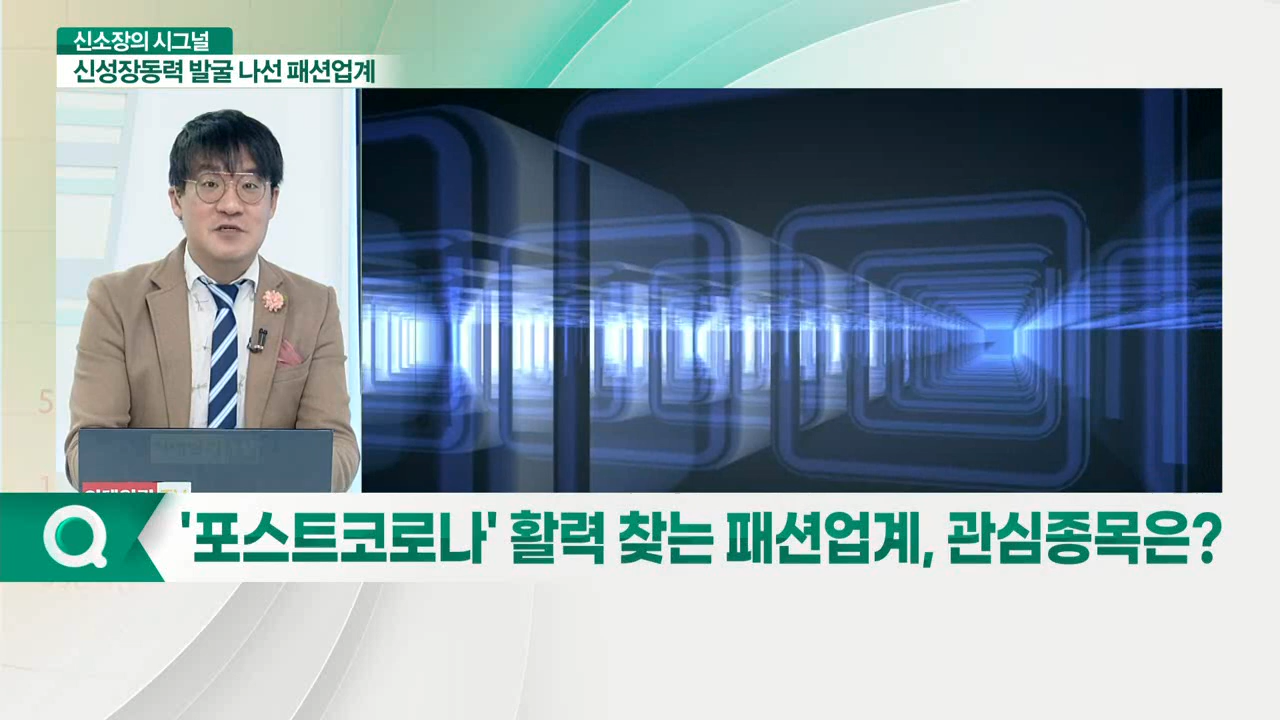 신소장의 시그널
신성장동력 발굴 나선 패션업계
5
1
'포스트코로나' 활력 찾는 패션업계, 관심종목은?